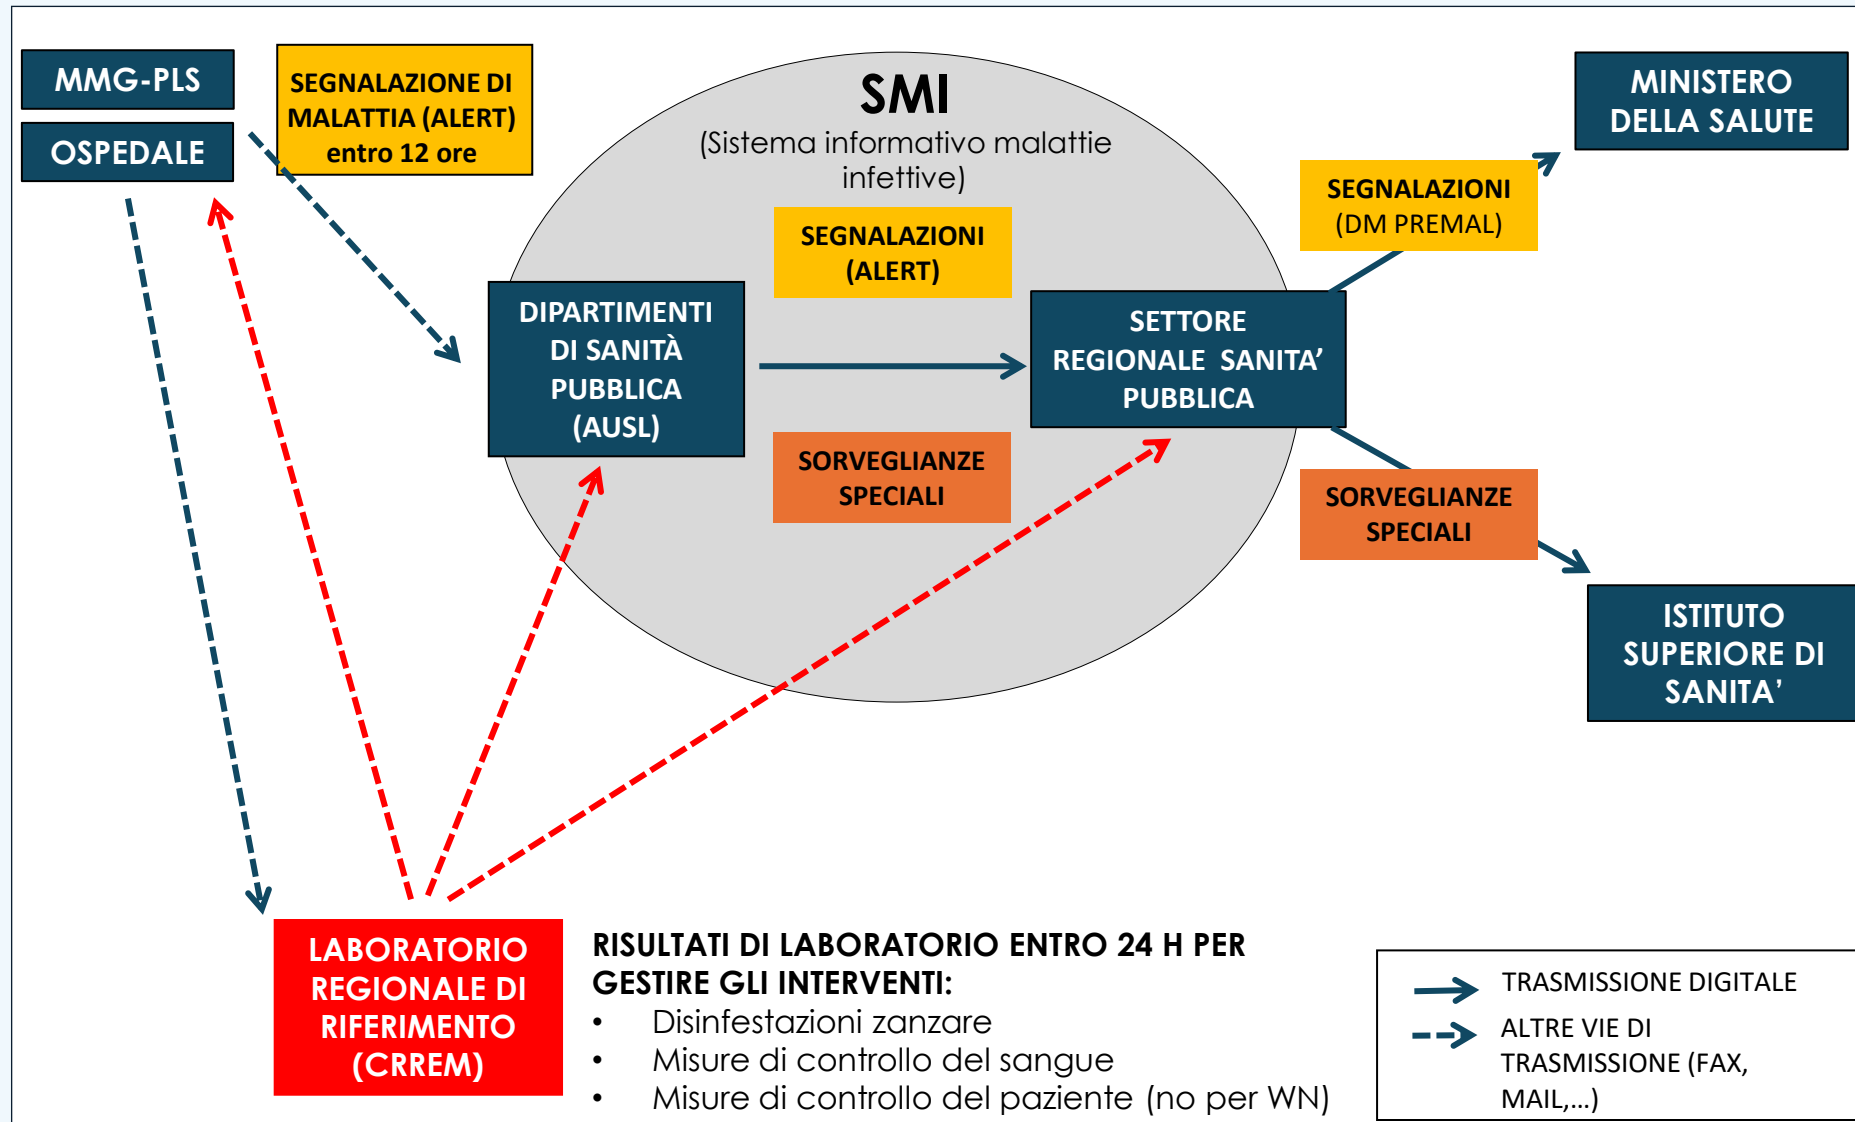 MMG-PLS
OSPEDALE
SEGNALAZIONE DI
MALATTIA (ALERT)
entro 12 ore
SMI
(Sistema informativo malattie
infettive)
SEGNALAZIONI
(ALERT)
DIPARTIMENTI
DI SANITÀ
PUBBLICA
(AUSL)
SETTORE
REGIONALE SANITA’
PUBBLICA
SORVEGLIANZE
SPECIALI
MINISTERO
DELLA SALUTE
SEGNALAZIONI
(DM PREMAL)
SORVEGLIANZE
SPECIALI
ISTITUTO
SUPERIORE DI
SANITA’
LABORATORIO
REGIONALE DI
RIFERIMENTO
(CRREM)
RISULTATI DI LABORATORIO ENTRO 24 H PER
GESTIRE GLI INTERVENTI:
• Disinfestazioni zanzare
• Misure di controllo del sangue
• Misure di controllo del paziente (no per WN)
TRASMISSIONE DIGITALE
ALTRE VIE DI
TRASMISSIONE (FAX,
MAIL,...)